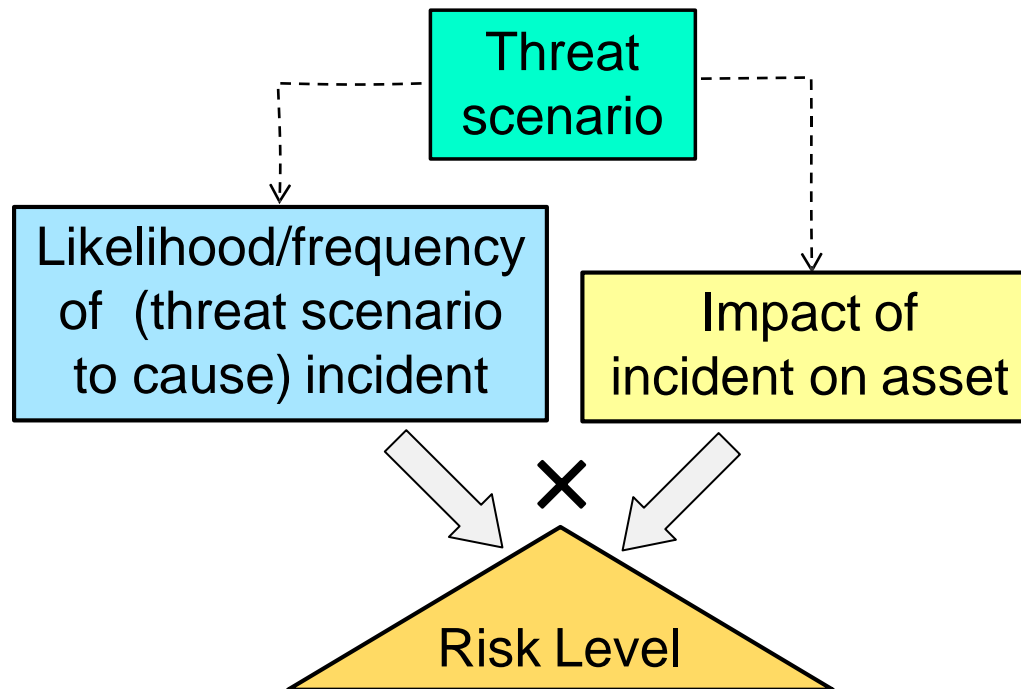 Threat
scenario
Likelihood/frequency
of (threat scenario
to cause) incident
Impact of
incident on asset
×
Risk Level